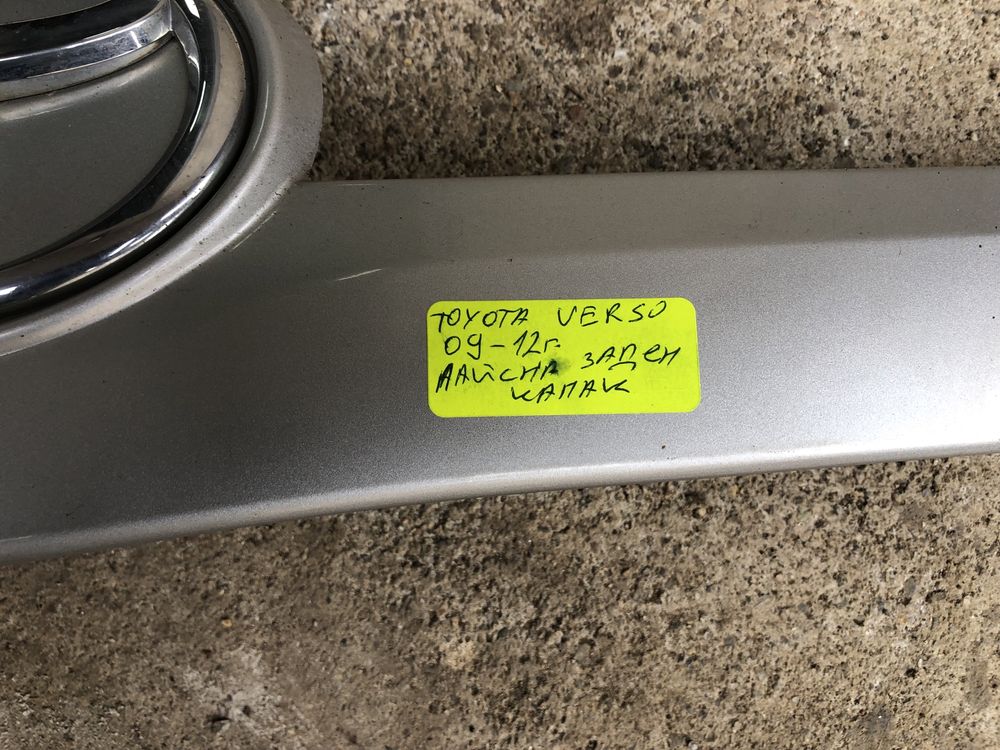 TOYOTA VERSO
09-12г.
ЛАЙСНА ЗАДЕН
КАПАК